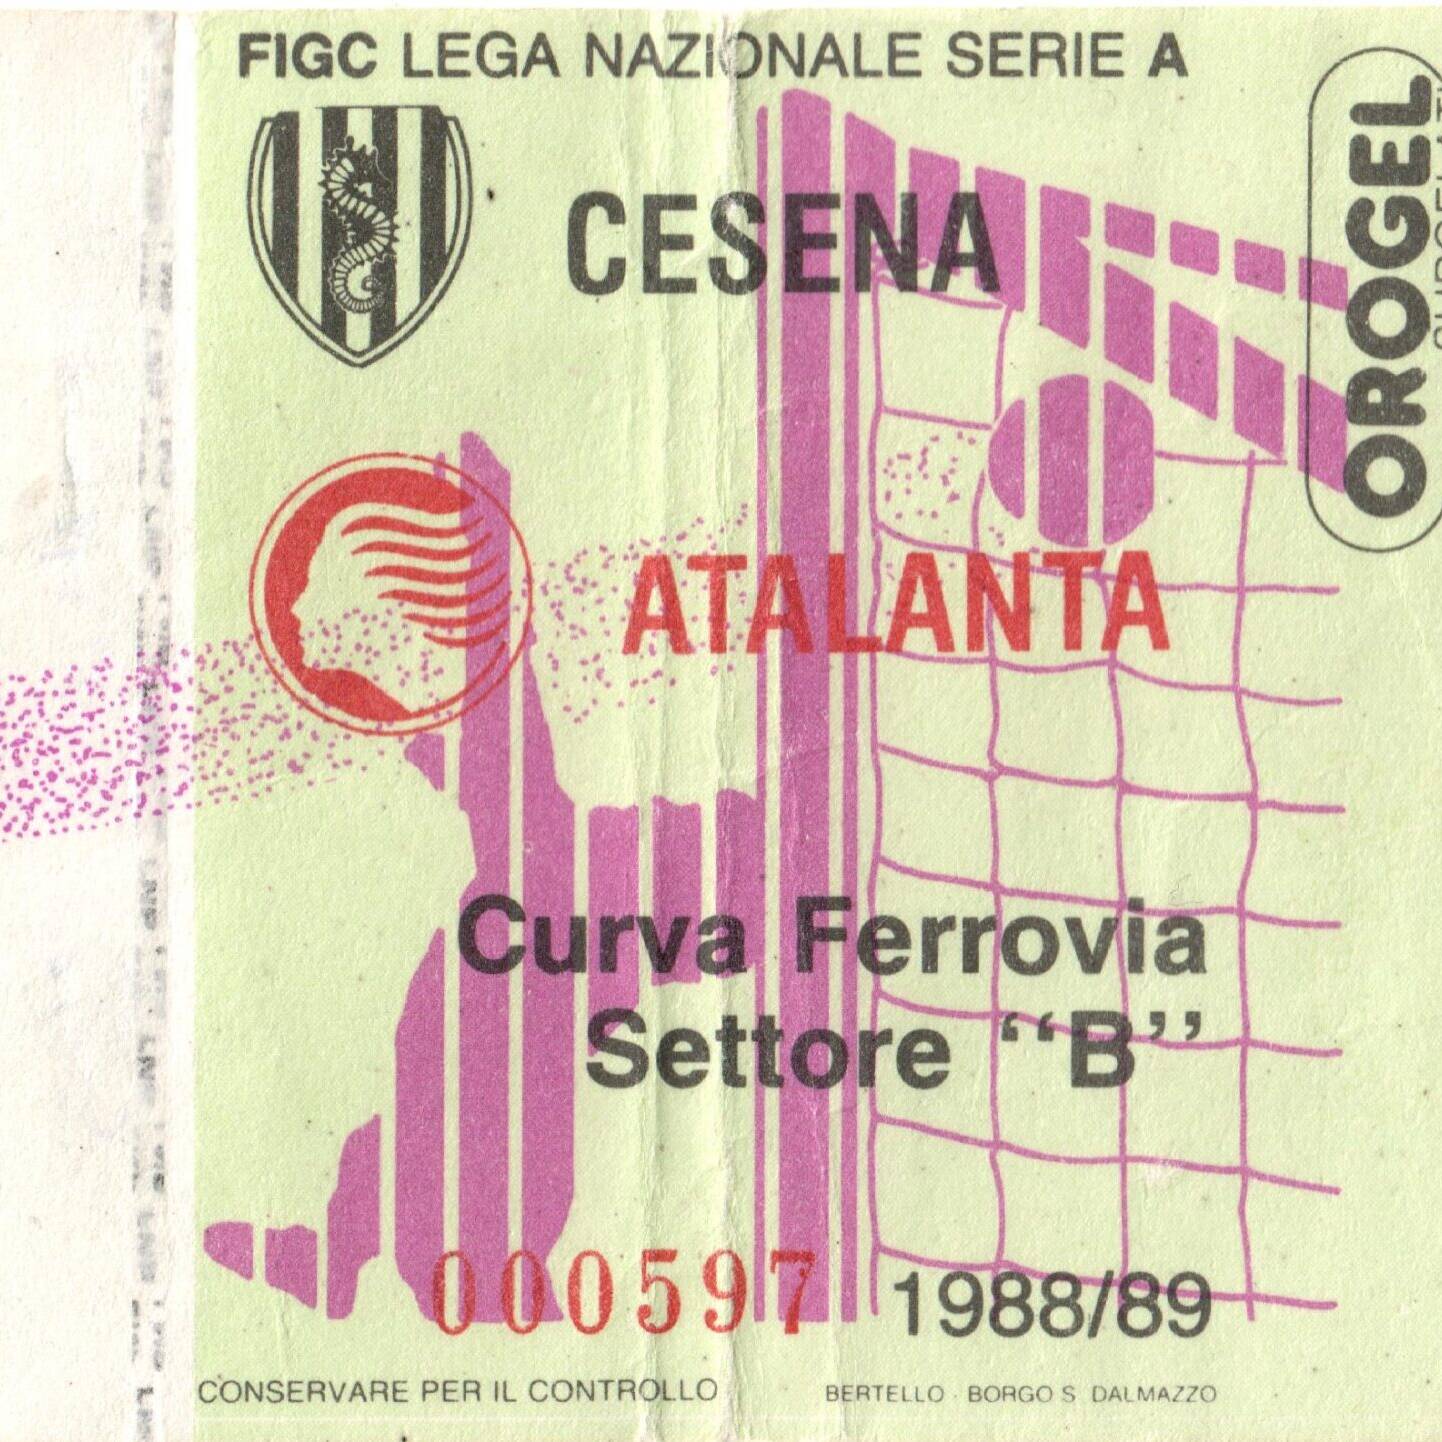 FIGC LEGA NAZIONALE SERIE A
OROGEL
CESENA
ATALANTA
Curva Ferrovia
Settore “B”
000597
1988/89
CONSERVARE PER IL CONTROLLO
BERTELLO - BORGO S DALMAZZO